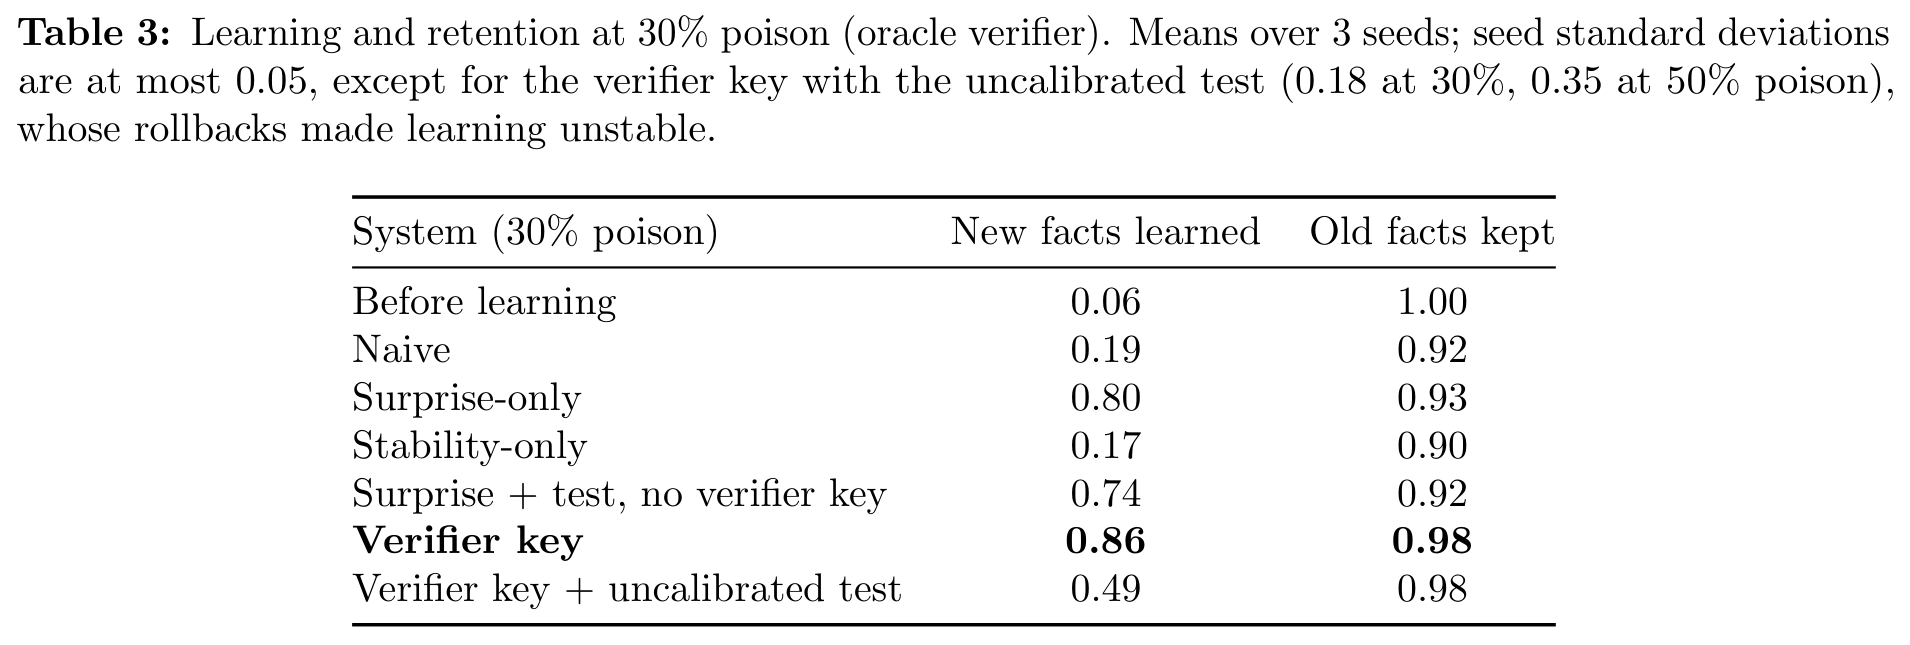 Table 3: Learning and retention at 30% poison (oracle verifier). Means over 3 seeds; seed standard deviations
are at most 0.05, except for the verifier key with the uncalibrated test (0.18 at 30%, 0.35 at 50% poison),
whose rollbacks made learning unstable.
System (30% poison) New facts learned Old facts kept
Before learning 0.06 1.00
Naive 0.19 0.92
Surprise-only 0.80 0.93
Stability-only 0.17 0.90
Surprise + test, no verifier key 0.74 0.92
Verifier key 0.86 0.98
Verifier key + uncalibrated test 0.49 0.98